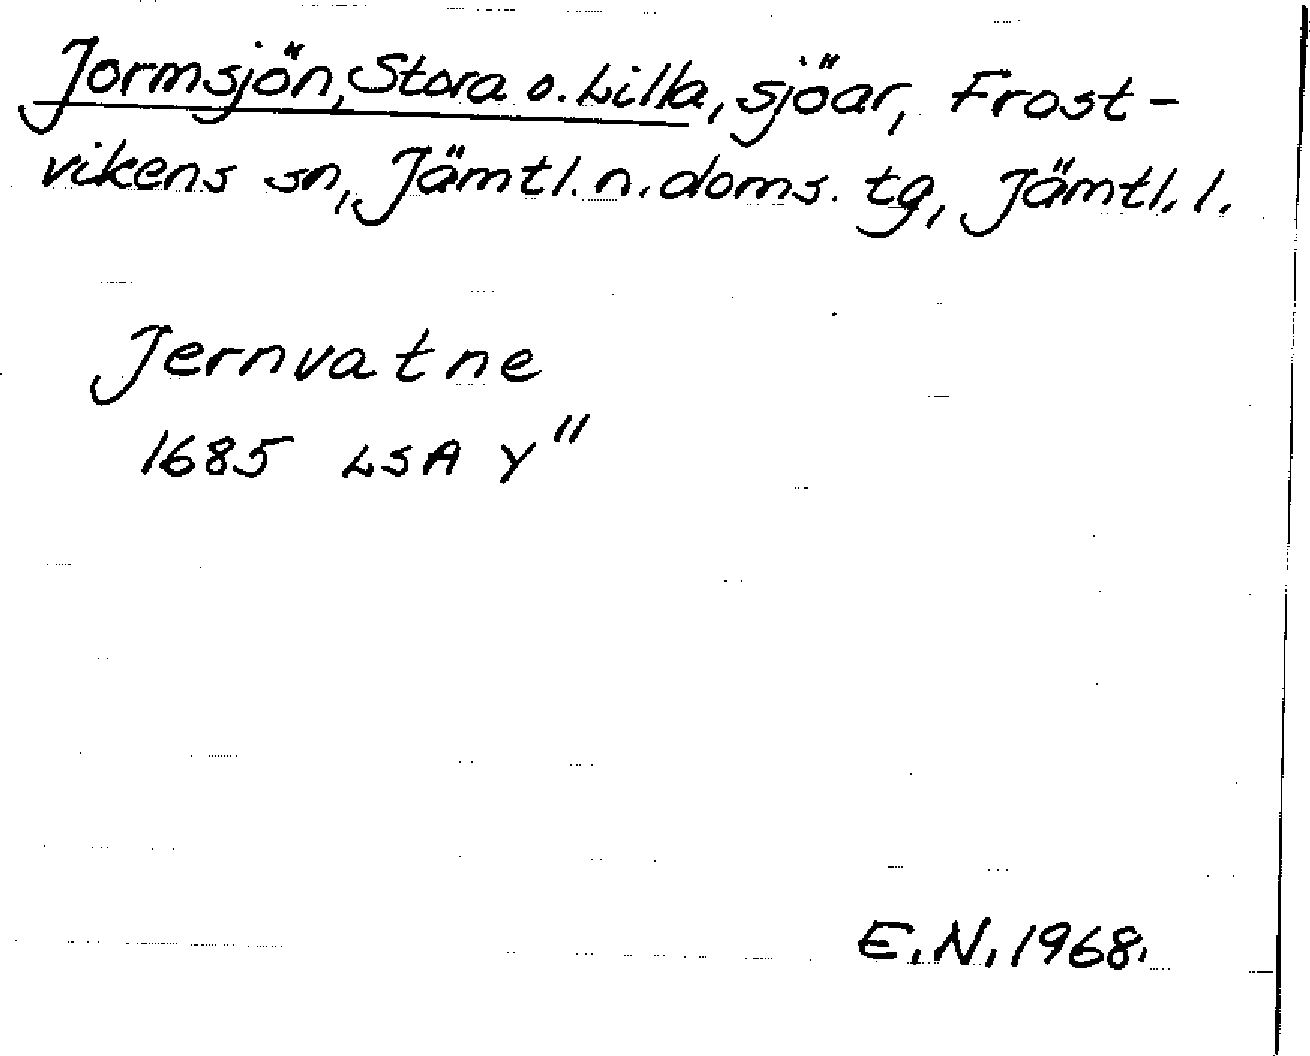 Jormsjön, Stora o. Lilla, sjöar, Frost-
vikens sn, Jämtl. n. doms. tg, Jämtl. l.
Jernvatne
1685 LSA Y"
E.N. 1968.